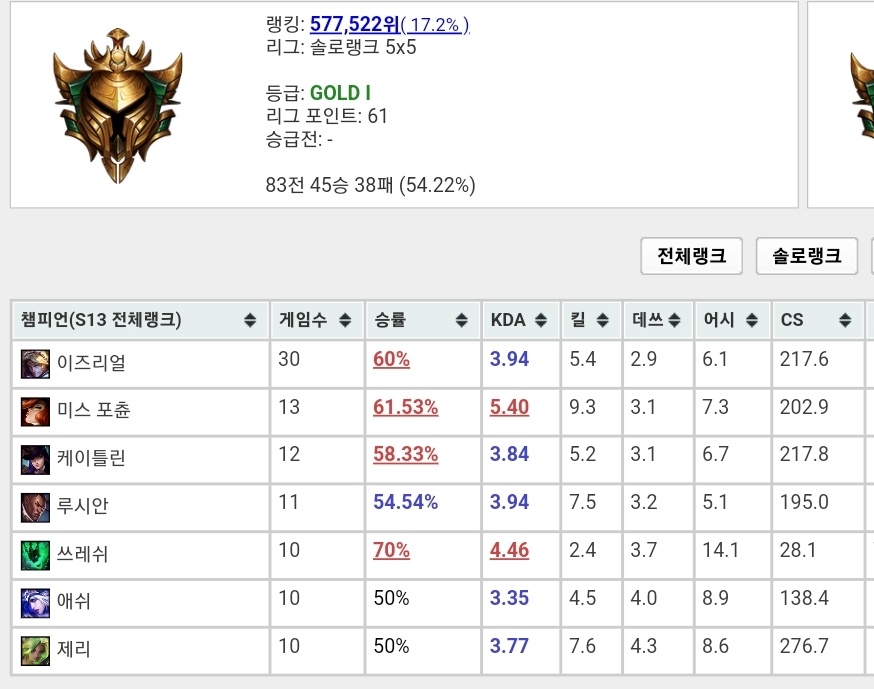 랭킹: 577,522위( 17.2% )
리그: 솔로랭크 5x5
등급: GOLD I
리그 포인트: 61
승급전: -
83전 45승 38패 (54.22%)
전체랭크 솔로랭크
챔피언(S13 전체랭크) 게임수 승률 KDA 킬 데쓰 어시 CS
이즈리얼 30 60% 3.94 5.4 2.9 6.1 217.6
미스 포츈 13 61.53% 5.40 9.3 3.1 7.3 202.9
케이틀린 12 58.33% 3.84 5.2 3.1 6.7 217.8
루시안 11 54.54% 3.94 7.5 3.2 5.1 195.0
쓰레쉬 10 70% 4.46 2.4 3.7 14.1 28.1
애쉬 10 50% 3.35 4.5 4.0 8.9 138.4
제리 10 50% 3.77 7.6 4.3 8.6 276.7